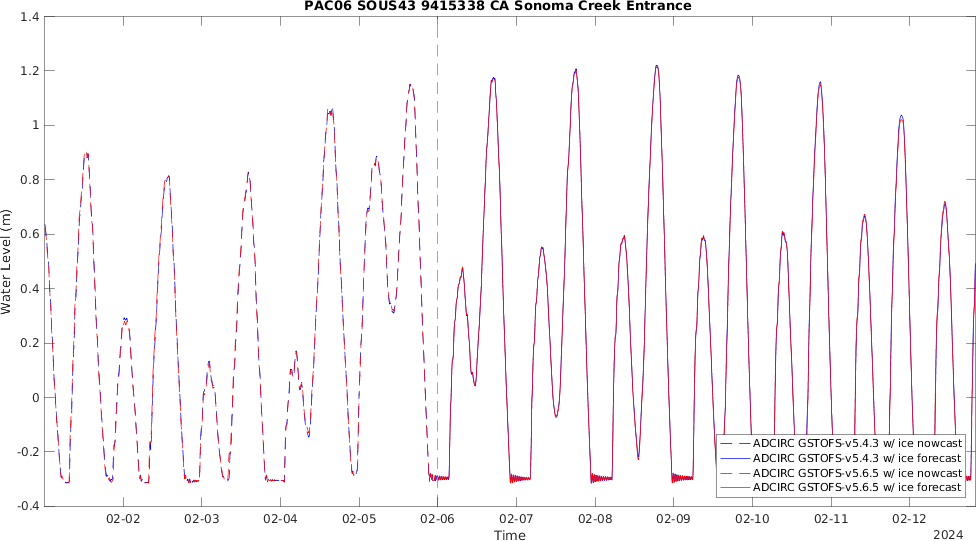 PAC06 SOUS43 9415338 CA Sonoma Creek Entrance
1.4
1.2
1
0.8
0.6
0.4
0.2
0
-0.2
-0.4
Water Level (m)
ADCIRC GSTOFS-v5.4.3 w/ ice nowcast
ADCIRC GSTOFS-v5.4.3 w/ ice forecast
ADCIRC GSTOFS-v5.6.5 w/ ice nowcast
ADCIRC GSTOFS-v5.6.5 w/ ice forecast
02-02 02-03 02-04 02-05 02-06 02-07 02-08 02-09 02-10 02-11 02-12
Time
2024